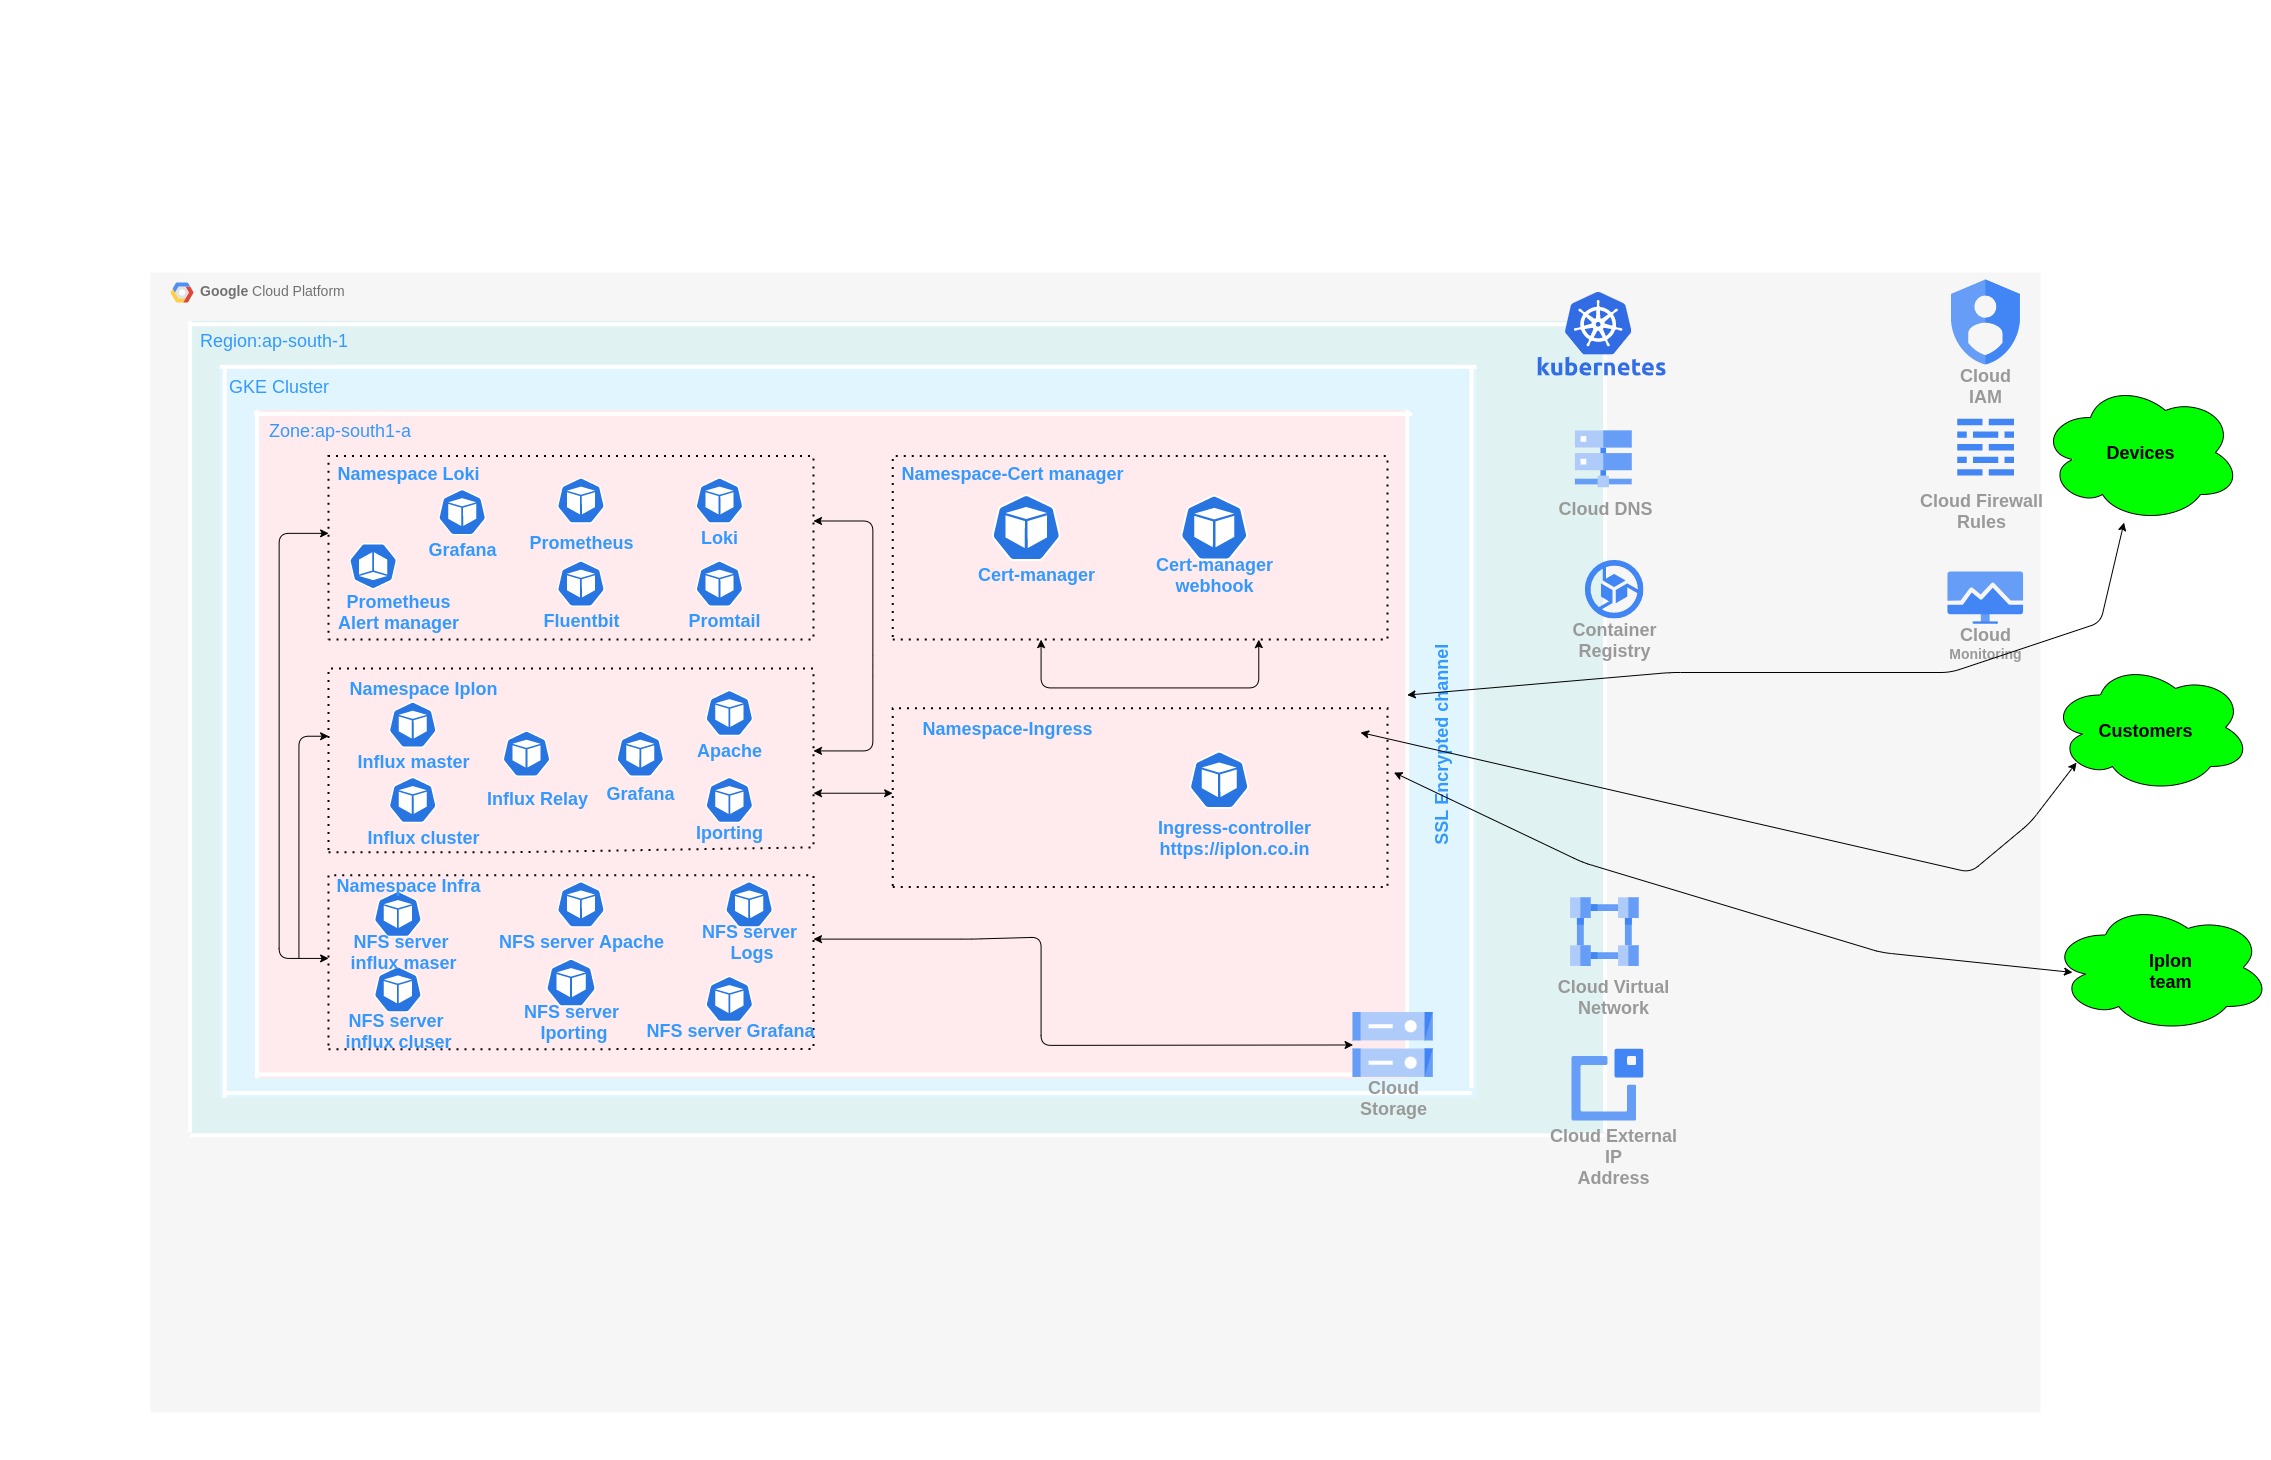 Google Cloud Platform
Region:ap-south-1
GKE Cluster
Zone:ap-south1-a
Namespace Loki
Grafana
Prometheus
Loki
Prometheus
Alert manager
Fluentbit
Promtail
Namespace-Cert manager
Cert-manager
Cert-manager
webhook
Namespace Iplon
Influx master
Influx Relay
Grafana
Apache
Influx cluster
Iporting
Namespace-Ingress
Ingress-controller
https://iplon.co.in
Namespace Infra
NFS server
influx maser
NFS server Apache
NFS server
Logs
NFS server
influx cluser
NFS server
Iporting
NFS server Grafana
SSL Encrypted channel
Cloud
Storage
kubernetes
Cloud DNS
Container
Registry
Cloud Virtual
Network
Cloud External
IP
Address
Cloud
IAM
Cloud Firewall
Rules
Cloud
Monitoring
Devices
Customers
Iplon
team